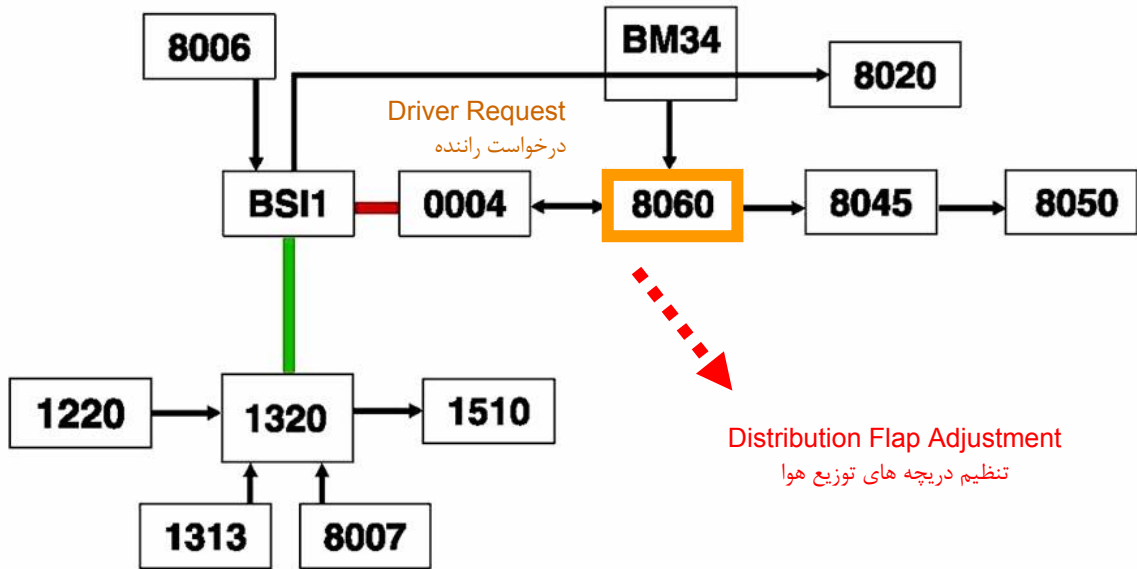 8006
BM34
8020
Driver Request
درخواست راننده
BSI1
0004
8060
8045
8050
1220
1320
1510
Distribution Flap Adjustment
تنظیم دریچه های توزیع هوا
1313
8007